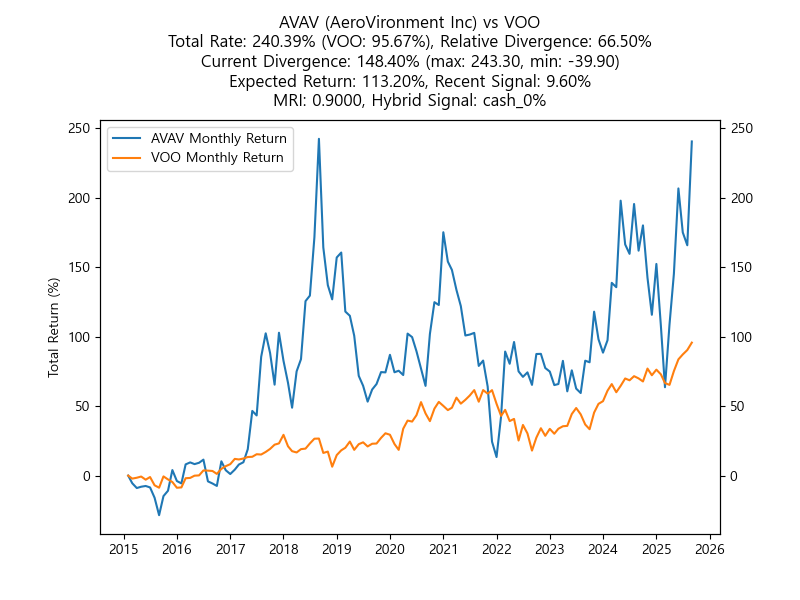 AVAV (AeroVironment Inc) vs VOO
Total Rate: 240.39% (VOO: 95.67%), Relative Divergence: 66.50%
Current Divergence: 148.40% (max: 243.30, min: -39.90)
Expected Return: 113.20%, Recent Signal: 9.60%
MRI: 0.9000, Hybrid Signal: cash_0%
AVAV Monthly Return
VOO Monthly Return
Total Return (%)
250
200
150
100
50
0
250
200
150
100
50
0
2015 2016 2017 2018 2019 2020 2021 2022 2023 2024 2025 2026